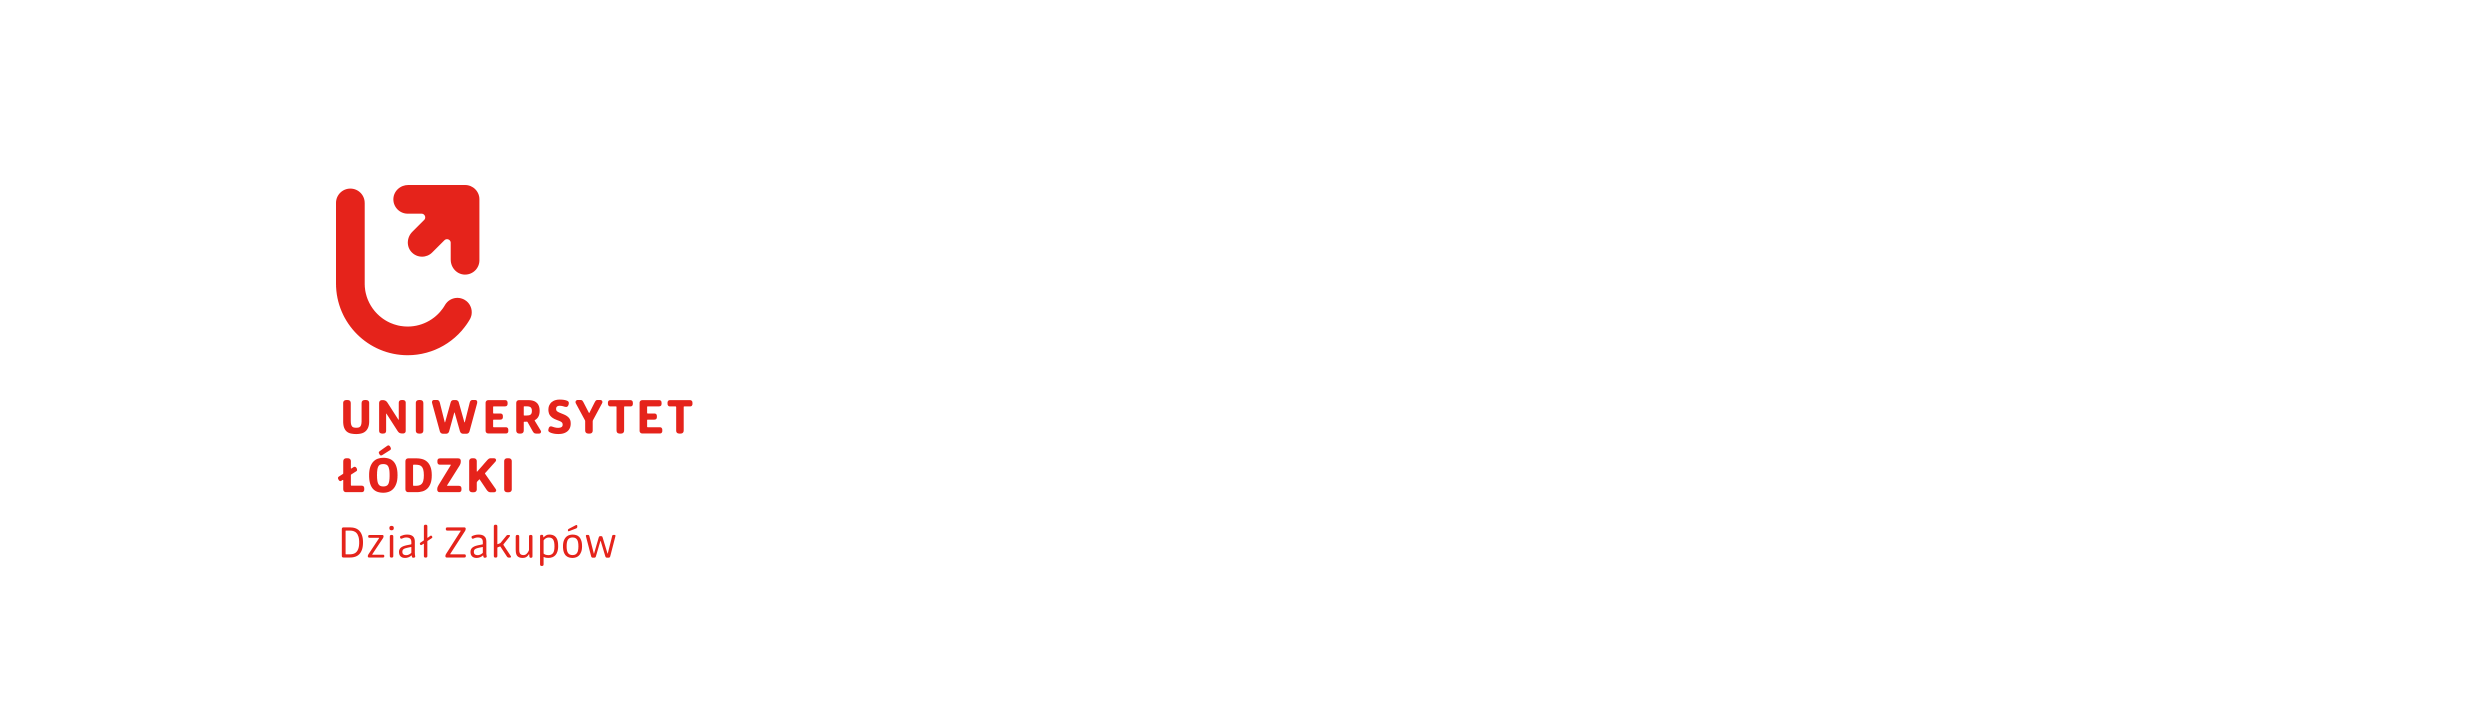 UNIWERSYTET
ŁÓDZKI
Dział Zakupów